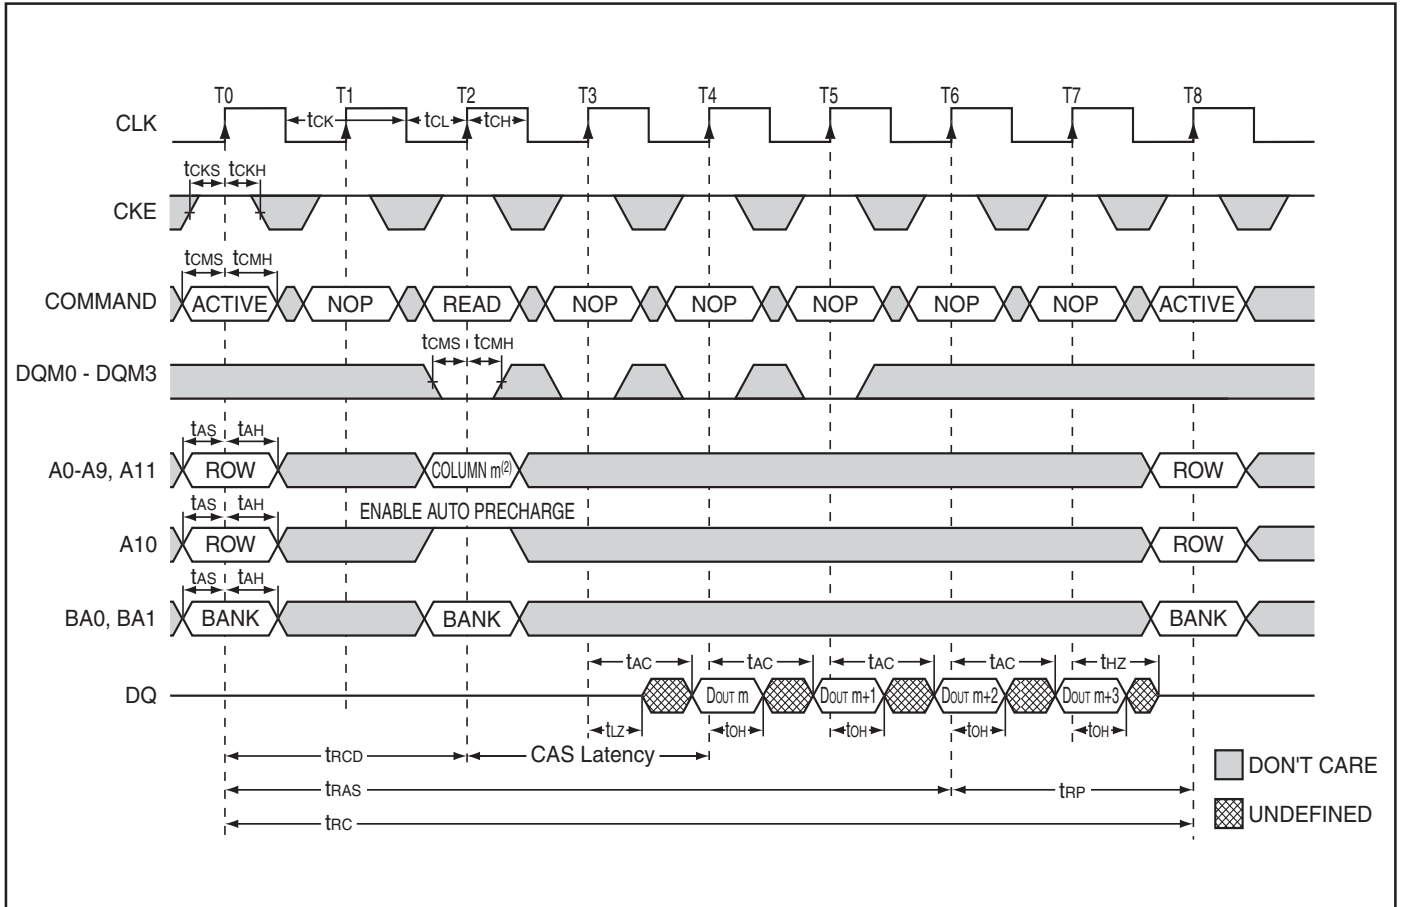 T0 T1 T2 T3 T4 T5 T6 T7 T8
CLK tCK tCL tCH
tCKS tCKH
CKE
tCMS tCMH
COMMAND ACTIVE NOP READ NOP NOP NOP NOP NOP ACTIVE
tCMS tCMH
DQM0 - DQM3
tAS tAH
A0-A9, A11 ROW COLUMN m(2) ROW
tAS tAH ENABLE AUTO PRECHARGE
A10 ROW ROW
tAS tAH
BA0, BA1 BANK BANK BANK
tAC tAC tAC tAC tHZ
DQ DOUT m DOUT m+1 DOUT m+2 DOUT m+3
tLZ tOH tOH tOH tOH
tRCD CAS Latency
DON'T CARE
tRAS tRP
UNDEFINED
tRC